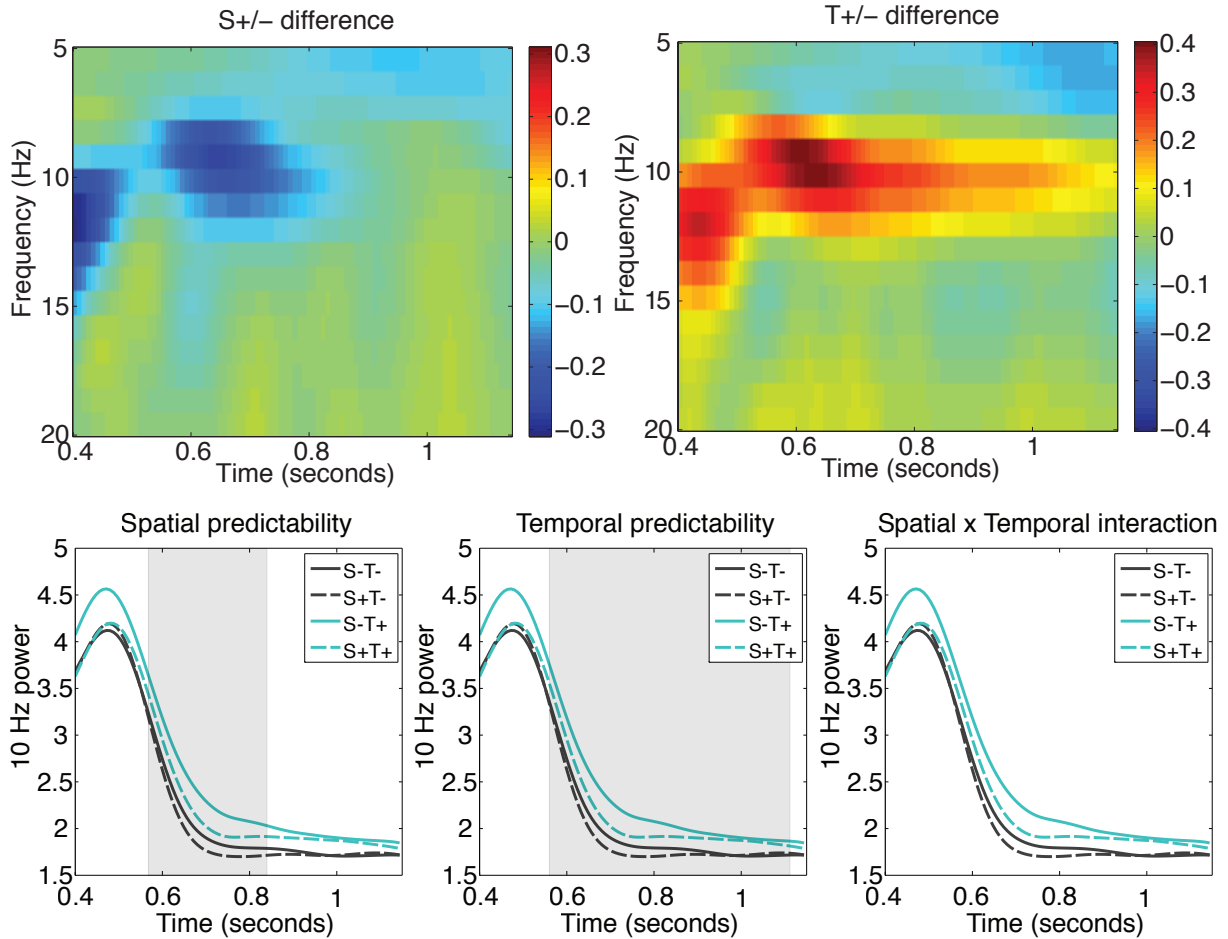 S+/- difference
T+/- difference
Frequency (Hz)
5
10
15
20
0.4
0.6
0.8
1
Time (seconds)
0.3
0.2
0.1
0
−0.1
−0.2
−0.3
Frequency (Hz)
5
10
15
20
0.4
0.6
0.8
1
Time (seconds)
0.4
0.3
0.2
0.1
0
−0.1
−0.2
−0.3
−0.4
Spatial predictability
10 Hz power
5
4.5
4
3.5
3
2.5
2
1.5
0.4
0.6
0.8
1
Time (seconds)
S-T-
S+T-
S-T+
S+T+
Temporal predictability
10 Hz power
5
4.5
4
3.5
3
2.5
2
1.5
0.4
0.6
0.8
1
Time (seconds)
S-T-
S+T-
S-T+
S+T+
Spatial x Temporal interaction
10 Hz power
5
4.5
4
3.5
3
2.5
2
1.5
0.4
0.6
0.8
1
Time (seconds)
S-T-
S+T-
S-T+
S+T+